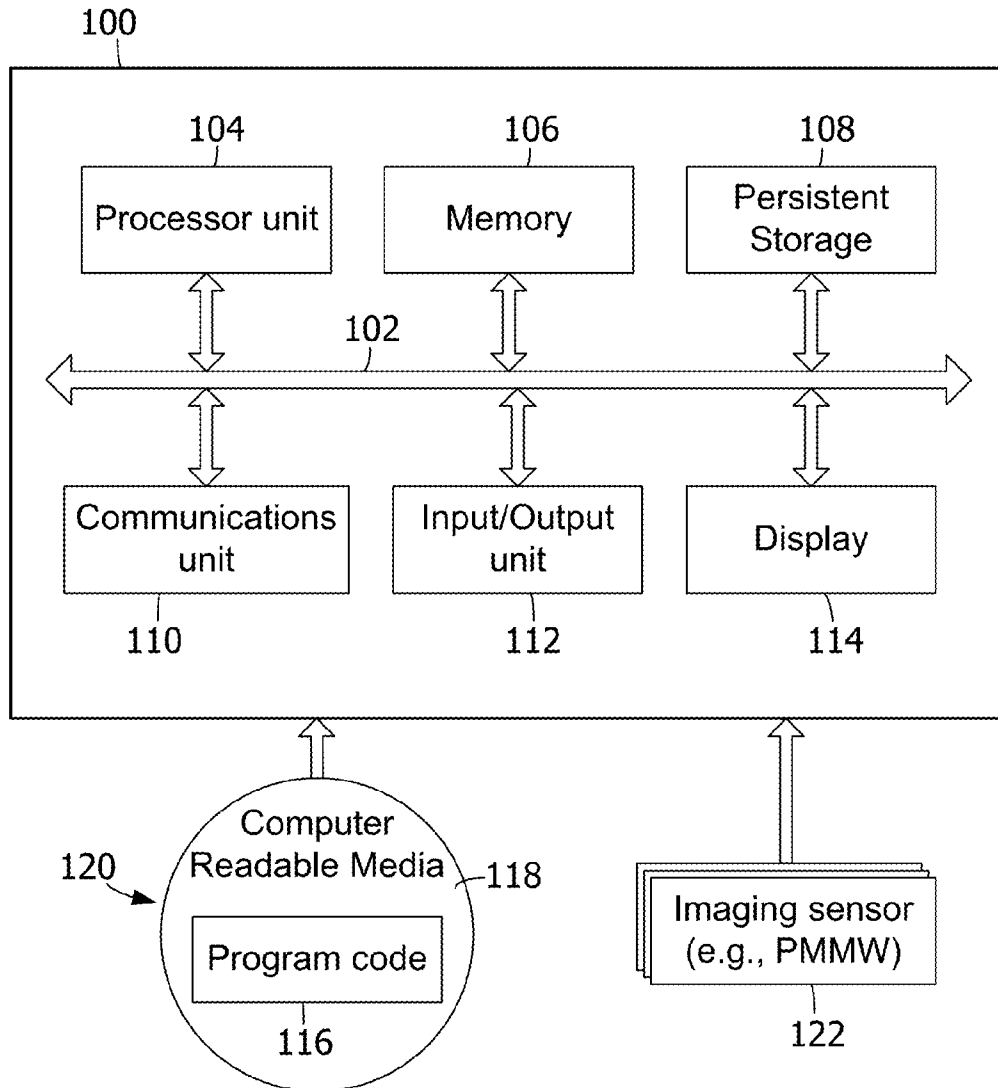 100
104
106
108
Processor unit
Memory
Persistent
Storage
102
Communications
unit
Input/Output
unit
Display
110
112
114
Computer
Readable Media
120
118
Program code
116
Imaging sensor
(e.g., PMMW)
122